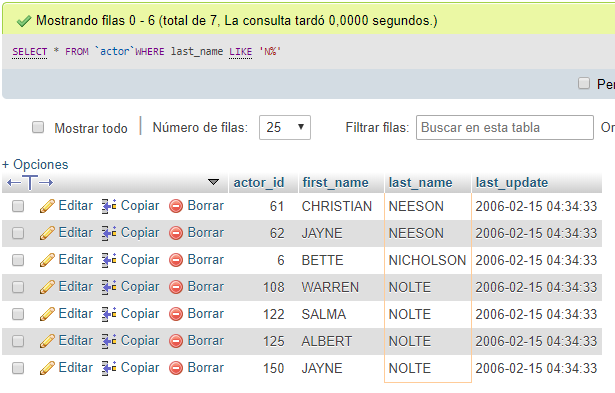 Mostrando filas 0 - 6 (total de 7, La consulta tardó 0,0000 segundos.)
SELECT * FROM `actor`WHERE last_name LIKE 'N%'
Mostrar todo Número de filas: 25 Filtrar filas: Buscar en esta tabla
+ Opciones
actor_id first_name last_name last_update
Editar Copiar Borrar 61 CHRISTIAN NEESON 2006-02-15 04:34:33
Editar Copiar Borrar 62 JAYNE NEESON 2006-02-15 04:34:33
Editar Copiar Borrar 6 BETTE NICHOLSON 2006-02-15 04:34:33
Editar Copiar Borrar 108 WARREN NOLTE 2006-02-15 04:34:33
Editar Copiar Borrar 122 SALMA NOLTE 2006-02-15 04:34:33
Editar Copiar Borrar 125 ALBERT NOLTE 2006-02-15 04:34:33
Editar Copiar Borrar 150 JAYNE NOLTE 2006-02-15 04:34:33